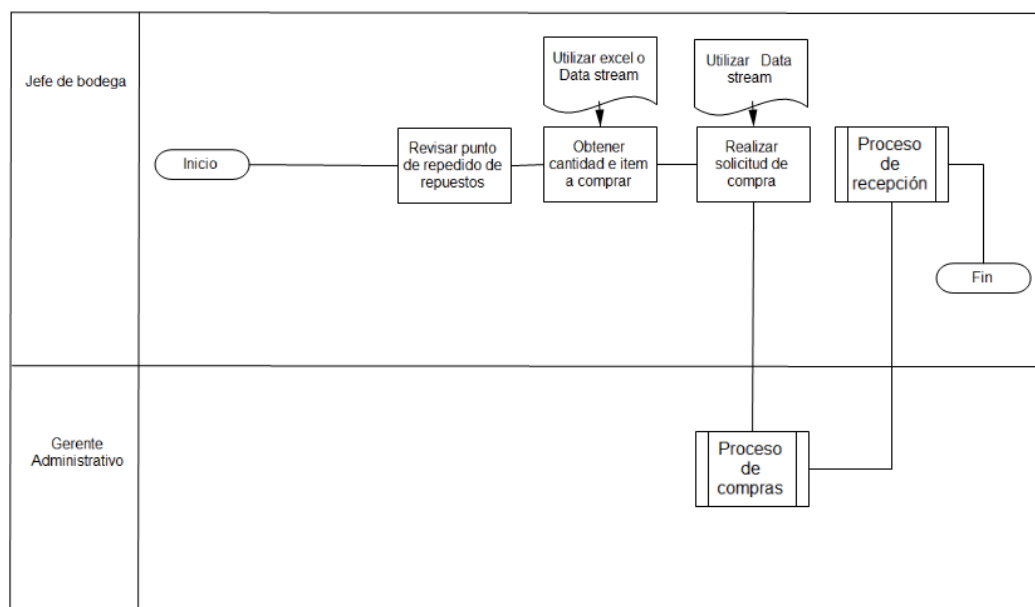 Jefe de bodega
Utilizar excel o
Data stream
Utilizar Data
stream
Inicio
Revisar punto
de repedido de
repuestos
Obtener
cantidad e item
a comprar
Realizar
solicitud de
compra
Proceso
de
recepción
Fin
Gerente
Administrativo
Proceso
de
compras